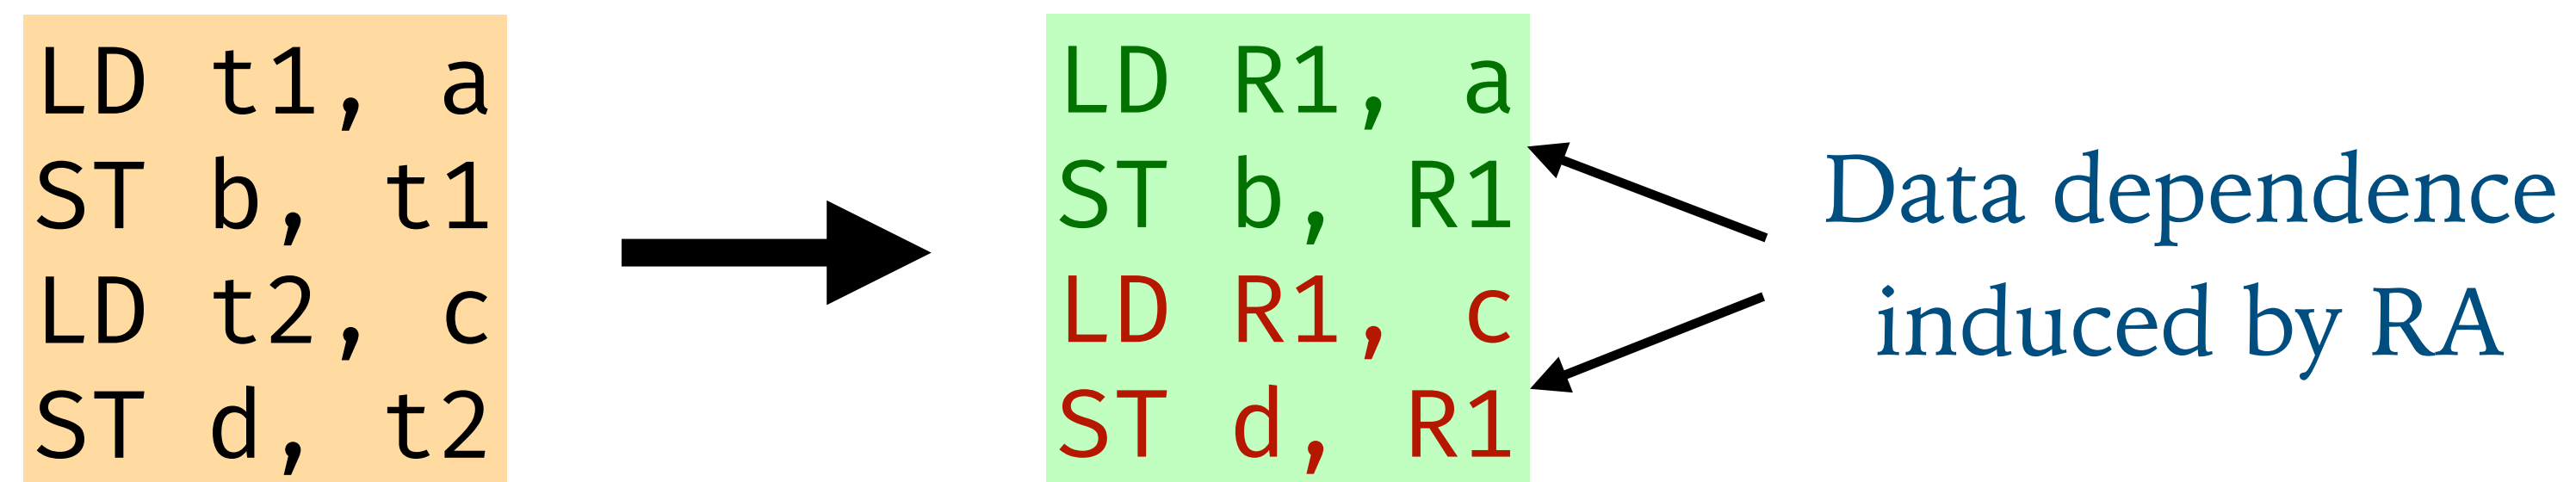 LD t1, a
ST b, t1
LD t2, c
ST d, t2
LD R1, a
ST b, R1
LD R1, c
ST d, R1
Data dependence
induced by RA